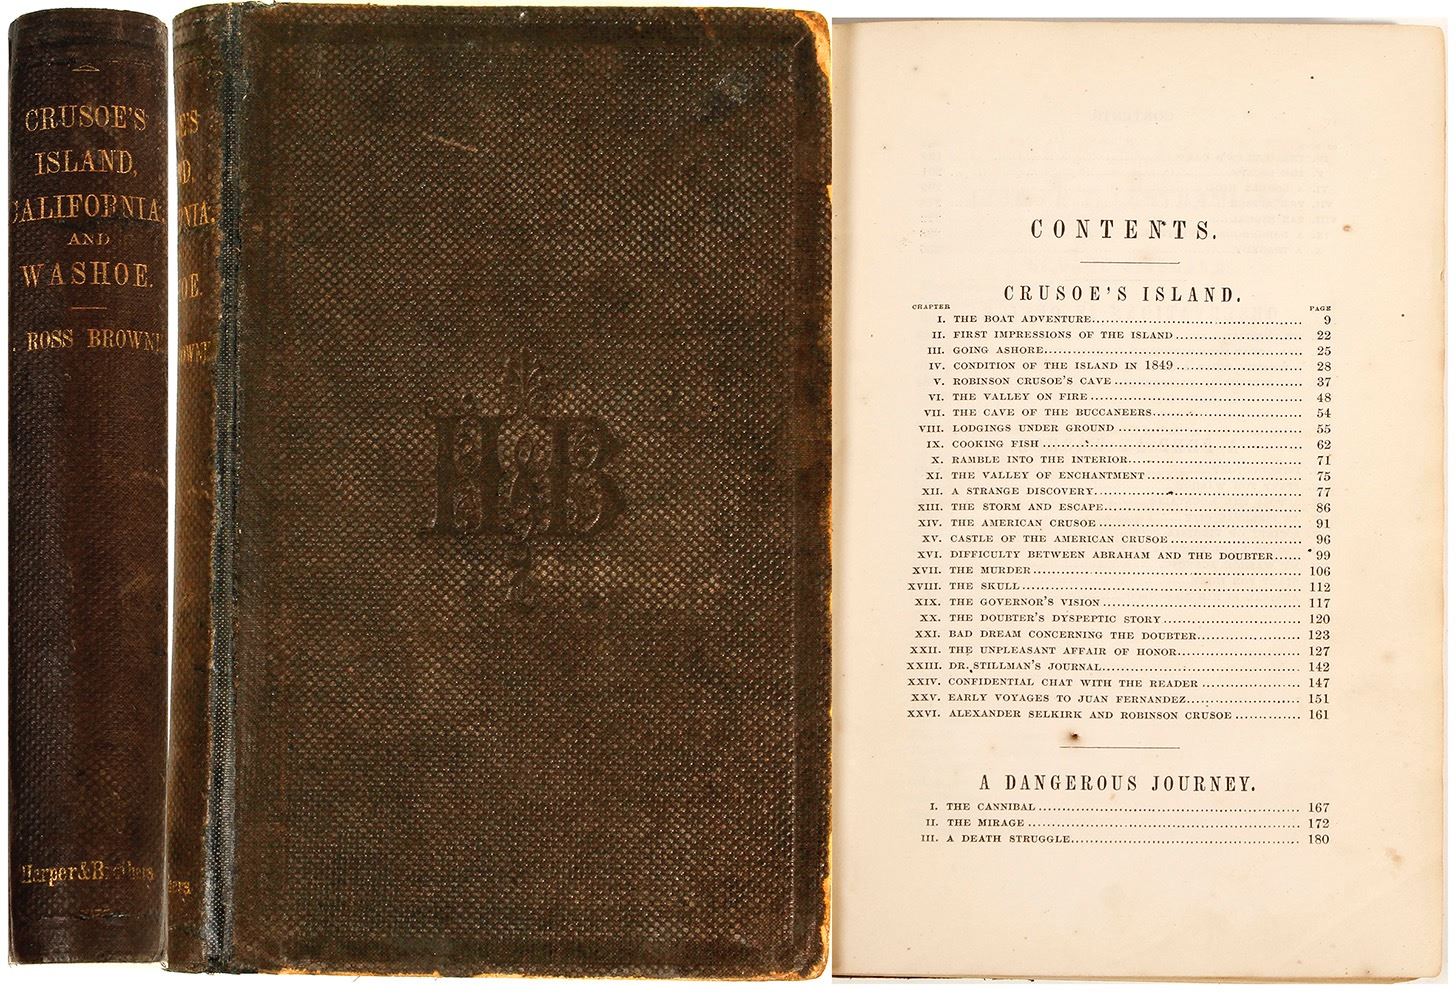 CRUSOE'S
ISLAND,
CALIFORNIA,
AND
WASHOE.
ROSS BROWNE
Harper & Brothers
H&B
CONTENTS.
CRUSOE'S ISLAND.
CHAPTER PAGE
I. THE BOAT ADVENTURE 9
II. FIRST IMPRESSIONS OF THE ISLAND 22
III. GOING ASHORE 25
IV. CONDITION OF THE ISLAND IN 1849 28
V. ROBINSON CRUSOE'S CAVE 37
VI. THE VALLEY ON FIRE 48
VII. THE CAVE OF THE BUCCANEERS 54
VIII. LODGINGS UNDER GROUND 55
IX. COOKING FISH 62
X. RAMBLE INTO THE INTERIOR 71
XI. THE VALLEY OF ENCHANTMENT 75
XII. A STRANGE DISCOVERY 77
XIII. THE STORM AND ESCAPE 86
XIV. THE AMERICAN CRUSOE 91
XV. CASTLE OF THE AMERICAN CRUSOE 96
XVI. DIFFICULTY BETWEEN ABRAHAM AND THE DOUBTER 99
XVII. THE MURDER 106
XVIII. THE SKULL 112
XIX. THE GOVERNOR'S VISION 117
XX. THE DOUBTER'S DYSPEPTIC STORY 120
XXI. BAD DREAM CONCERNING THE DOUBTER 123
XXII. THE UNPLEASANT AFFAIR OF HONOR 127
XXIII. DR. STILLMAN'S JOURNAL 142
XXIV. CONFIDENTIAL CHAT WITH THE READER 147
XXV. EARLY VOYAGES TO JUAN FERNANDEZ 151
XXVI. ALEXANDER SELKIRK AND ROBINSON CRUSOE 161
A DANGEROUS JOURNEY.
I. THE CANNIBAL 167
II. THE MIRAGE 172
III. A DEATH STRUGGLE 180